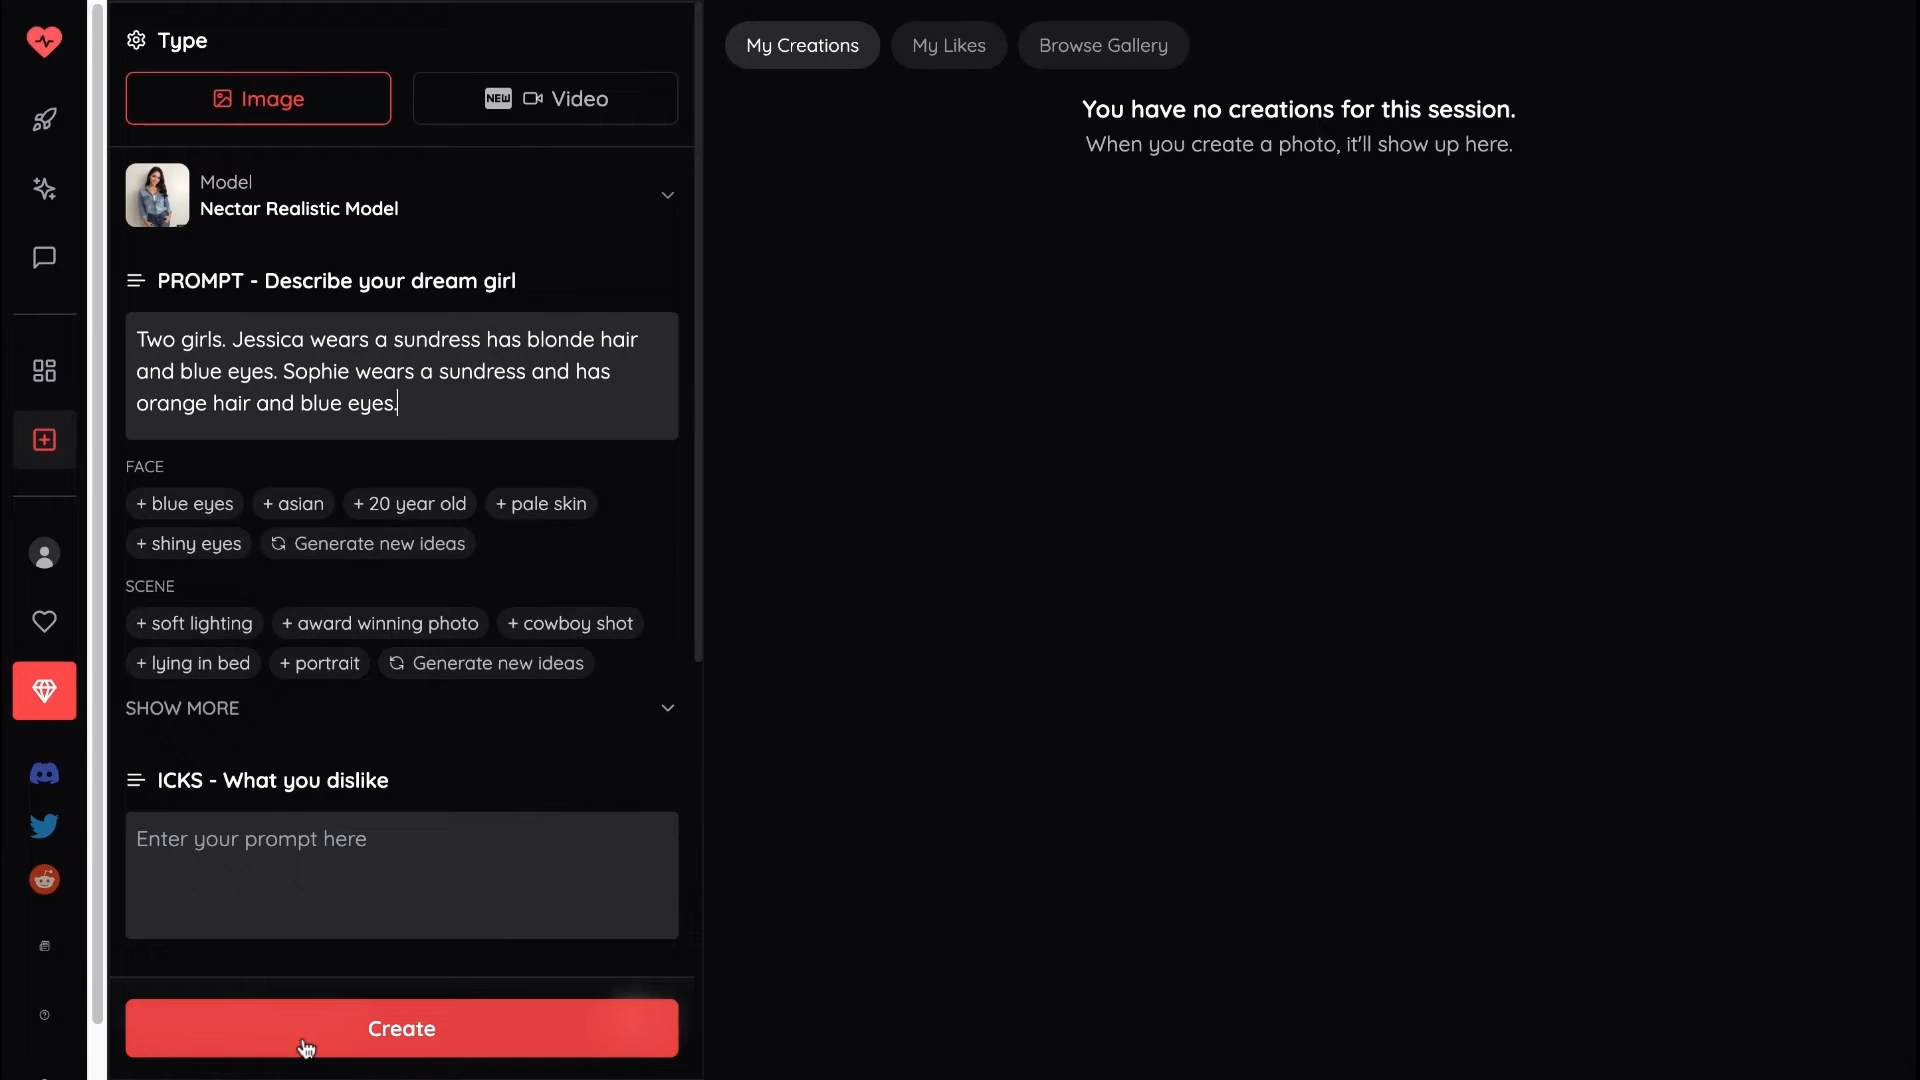 Type
Image
NEW Video
Model
Nectar Realistic Model
PROMPT - Describe your dream girl
Two girls. Jessica wears a sundress has blonde hair
and blue eyes. Sophie wears a sundress and has
orange hair and blue eyes.
FACE
+ blue eyes + asian + 20 year old + pale skin
+ shiny eyes Generate new ideas
SCENE
+ soft lighting + award winning photo + cowboy shot
+ lying in bed + portrait Generate new ideas
SHOW MORE
ICKS - What you dislike
Enter your prompt here
Create
My Creations My Likes Browse Gallery
You have no creations for this session.
When you create a photo, it'll show up here.